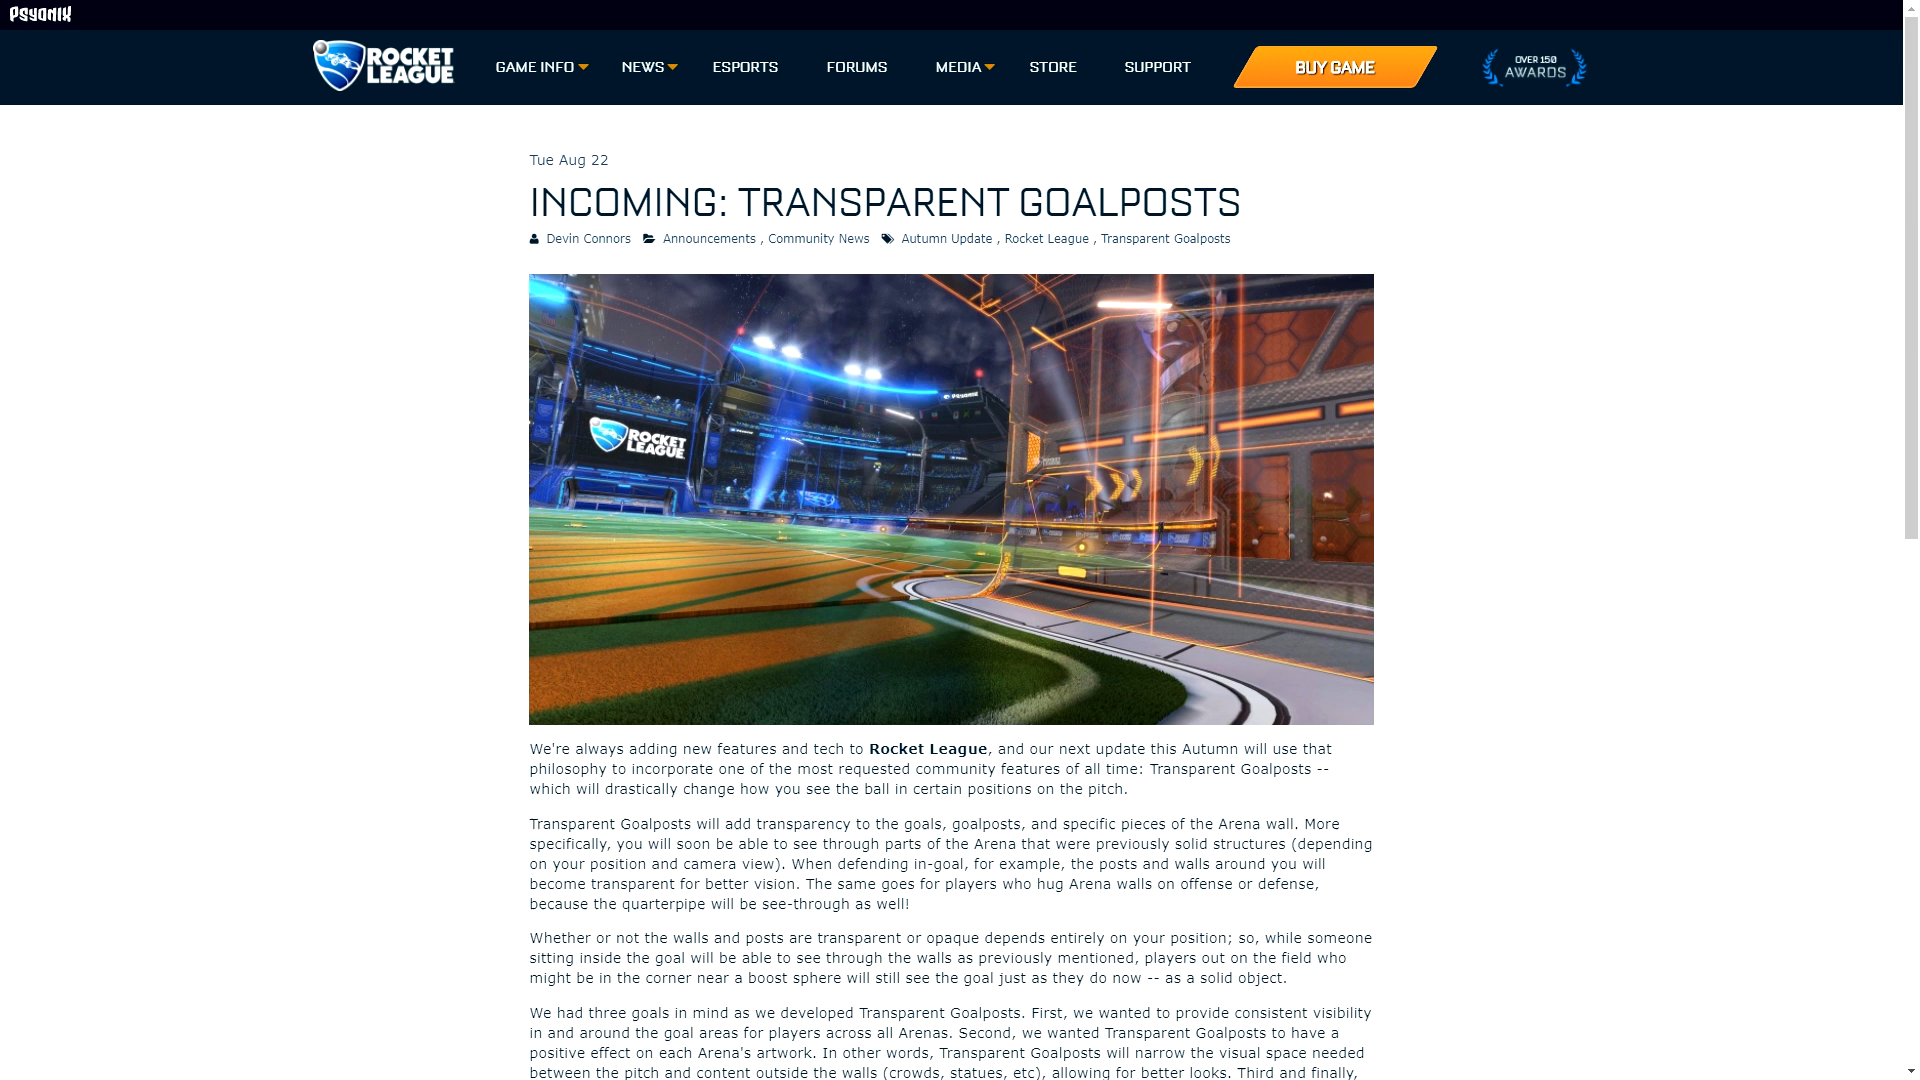 PSYONIX
ROCKET LEAGUE
GAME INFO NEWS ESPORTS FORUMS MEDIA STORE SUPPORT BUY GAME OVER 150 AWARDS
Tue Aug 22
INCOMING: TRANSPARENT GOALPOSTS
Devin Connors Announcements , Community News Autumn Update , Rocket League , Transparent Goalposts
PSYONIX
ROCKET LEAGUE
We're always adding new features and tech to Rocket League, and our next update this Autumn will use that
philosophy to incorporate one of the most requested community features of all time: Transparent Goalposts --
which will drastically change how you see the ball in certain positions on the pitch.
Transparent Goalposts will add transparency to the goals, goalposts, and specific pieces of the Arena wall. More
specifically, you will soon be able to see through parts of the Arena that were previously solid structures (depending
on your position and camera view). When defending in-goal, for example, the posts and walls around you will
become transparent for better vision. The same goes for players who hug Arena walls on offense or defense,
because the quarterpipe will be see-through as well!
Whether or not the walls and posts are transparent or opaque depends entirely on your position; so, while someone
sitting inside the goal will be able to see through the walls as previously mentioned, players out on the field who
might be in the corner near a boost sphere will still see the goal just as they do now -- as a solid object.
We had three goals in mind as we developed Transparent Goalposts. First, we wanted to provide consistent visibility
in and around the goal areas for players across all Arenas. Second, we wanted Transparent Goalposts to have a
positive effect on each Arena's artwork. In other words, Transparent Goalposts will narrow the visual space needed
between the pitch and content outside the walls (crowds, statues, etc), allowing for better looks. Third and finally,